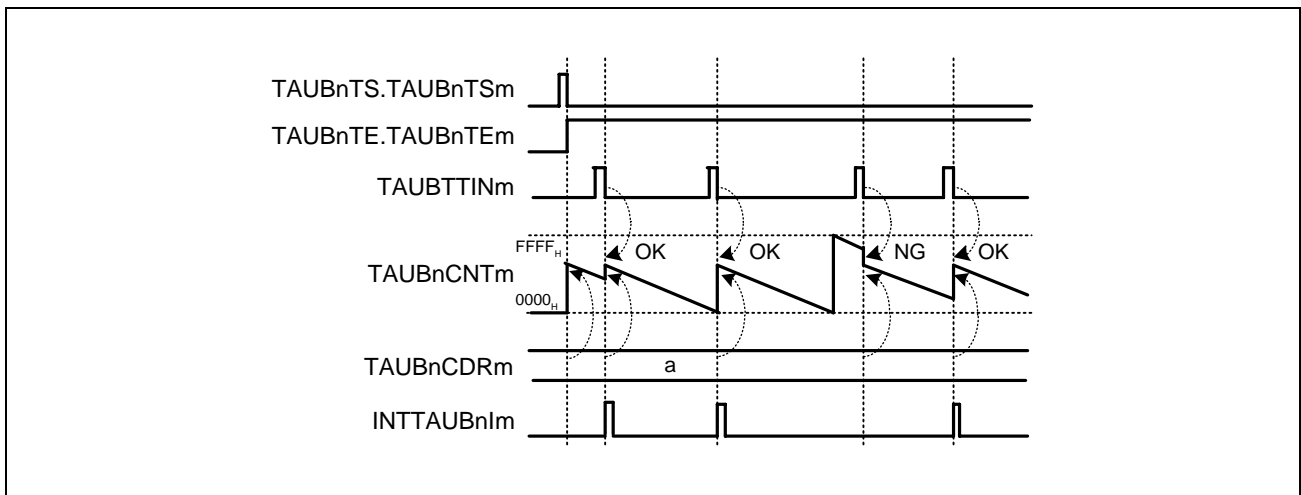 TAUBnTS.TAUBnTSm
TAUBnTE.TAUBnTEm
TAUBTTINm
FFFFH
OK
OK
NG
OK
TAUBnCNTm
0000H
TAUBnCDRm
a
INTTAUBnIm